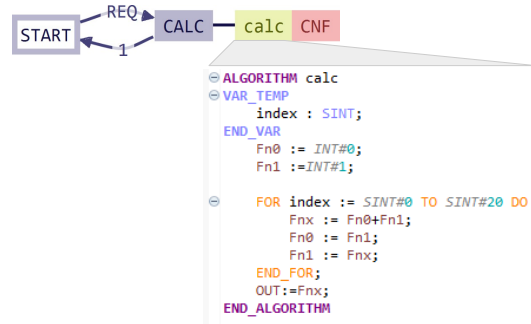 REQ
START
CALC
calc
CNF
1
ALGORITHM calc
VAR_TEMP
index : SINT;
END_VAR
Fn0 := INT#0;
Fn1 :=INT#1;
FOR index := SINT#0 TO SINT#20 DO
Fnx := Fn0+Fn1;
Fn0 := Fn1;
Fn1 := Fnx;
END_FOR;
OUT:=Fnx;
END_ALGORITHM